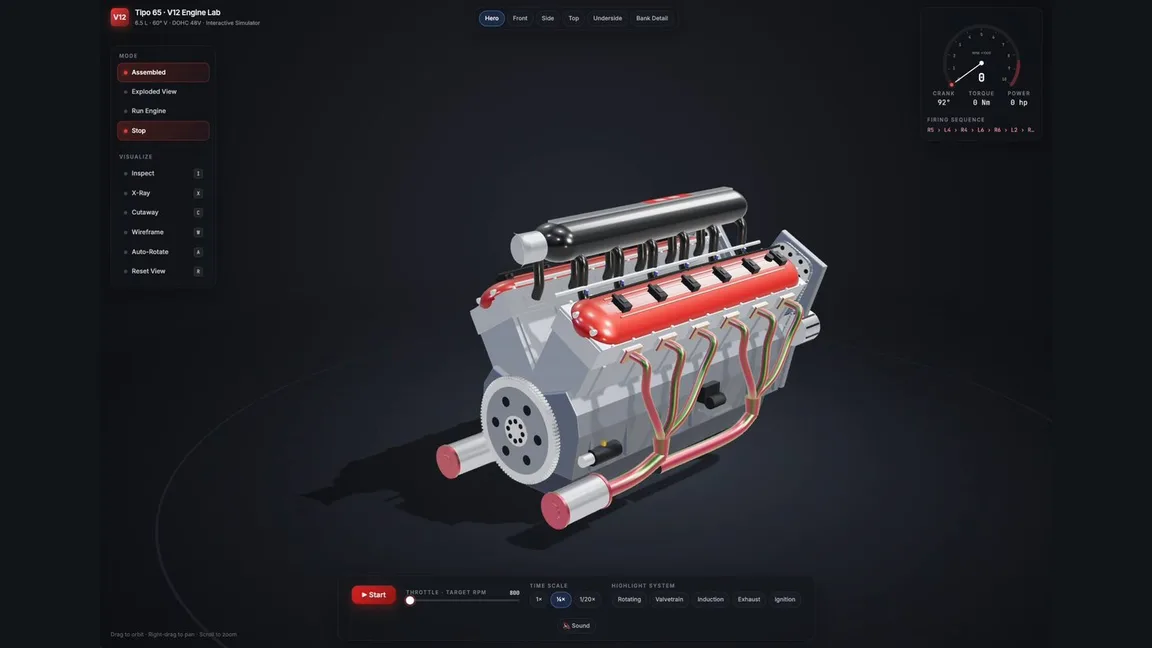 V12
Tipo 65 · V12 Engine Lab
6.5 L · 60° V · DOHC 48V · Interactive Simulator
Hero
Front
Side
Top
Underside
Bank Detail
MODE
Assembled
Exploded View
Run Engine
Stop
VISUALIZE
Inspect I
X-Ray X
Cutaway C
Wireframe W
Auto-Rotate A
Reset View R
0
CRANK TORQUE POWER
92° 0 Nm 0 hp
FIRING SEQUENCE
R5 › L4 › R4 › L6 › R6 › L2 › R…
▶ Start
THROTTLE · TARGET RPM 800
TIME SCALE
1× ¼× 1/20×
HIGHLIGHT SYSTEM
Rotating
Valvetrain
Induction
Exhaust
Ignition
Sound
Drag to orbit · Right-drag to pan · Scroll to zoom